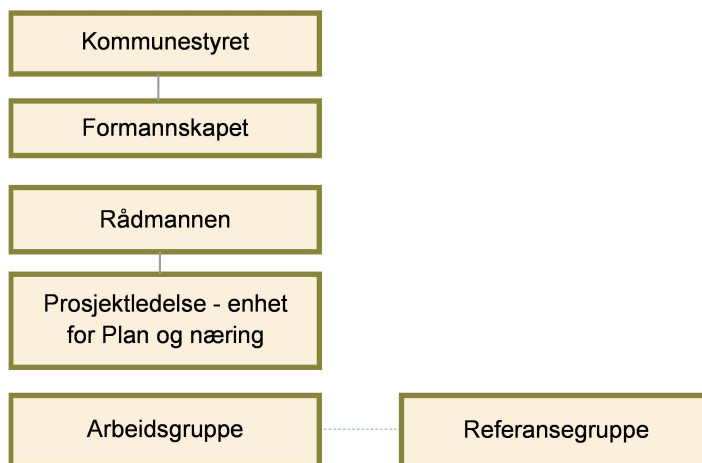 Kommunestyret
Formannskapet
Rådmannen
Prosjektledelse - enhet
for Plan og næring
Arbeidsgruppe
Referansegruppe